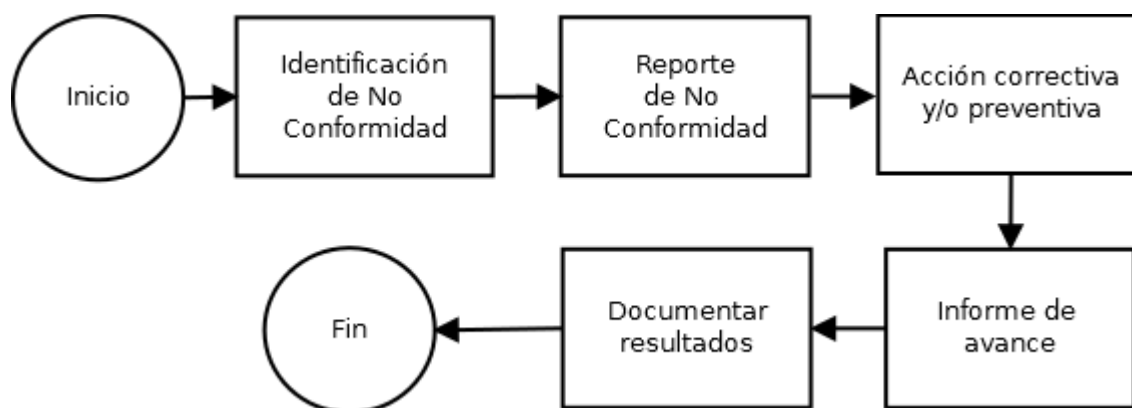 Inicio
Identificación
de No
Conformidad
Reporte
de No
Conformidad
Acción correctiva
y/o preventiva
Informe de
avance
Documentar
resultados
Fin